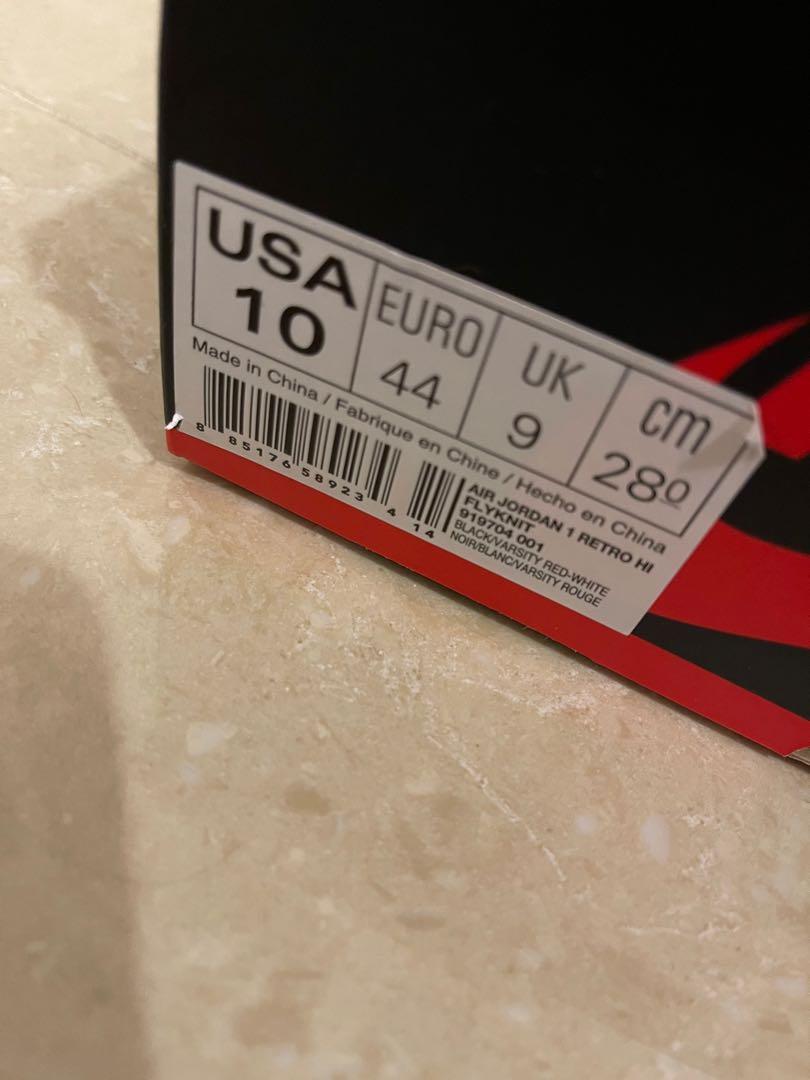 USA 10
EURO 44
UK 9
cm 28.0
Made in China / Fabrique en Chine / Hecho en China
8 85176 58923 4 14
AIR JORDAN 1 RETRO HI
FLYKNIT
919704 001
BLACK/VARSITY RED-WHITE
NOIR/BLANC/VARSITY ROUGE